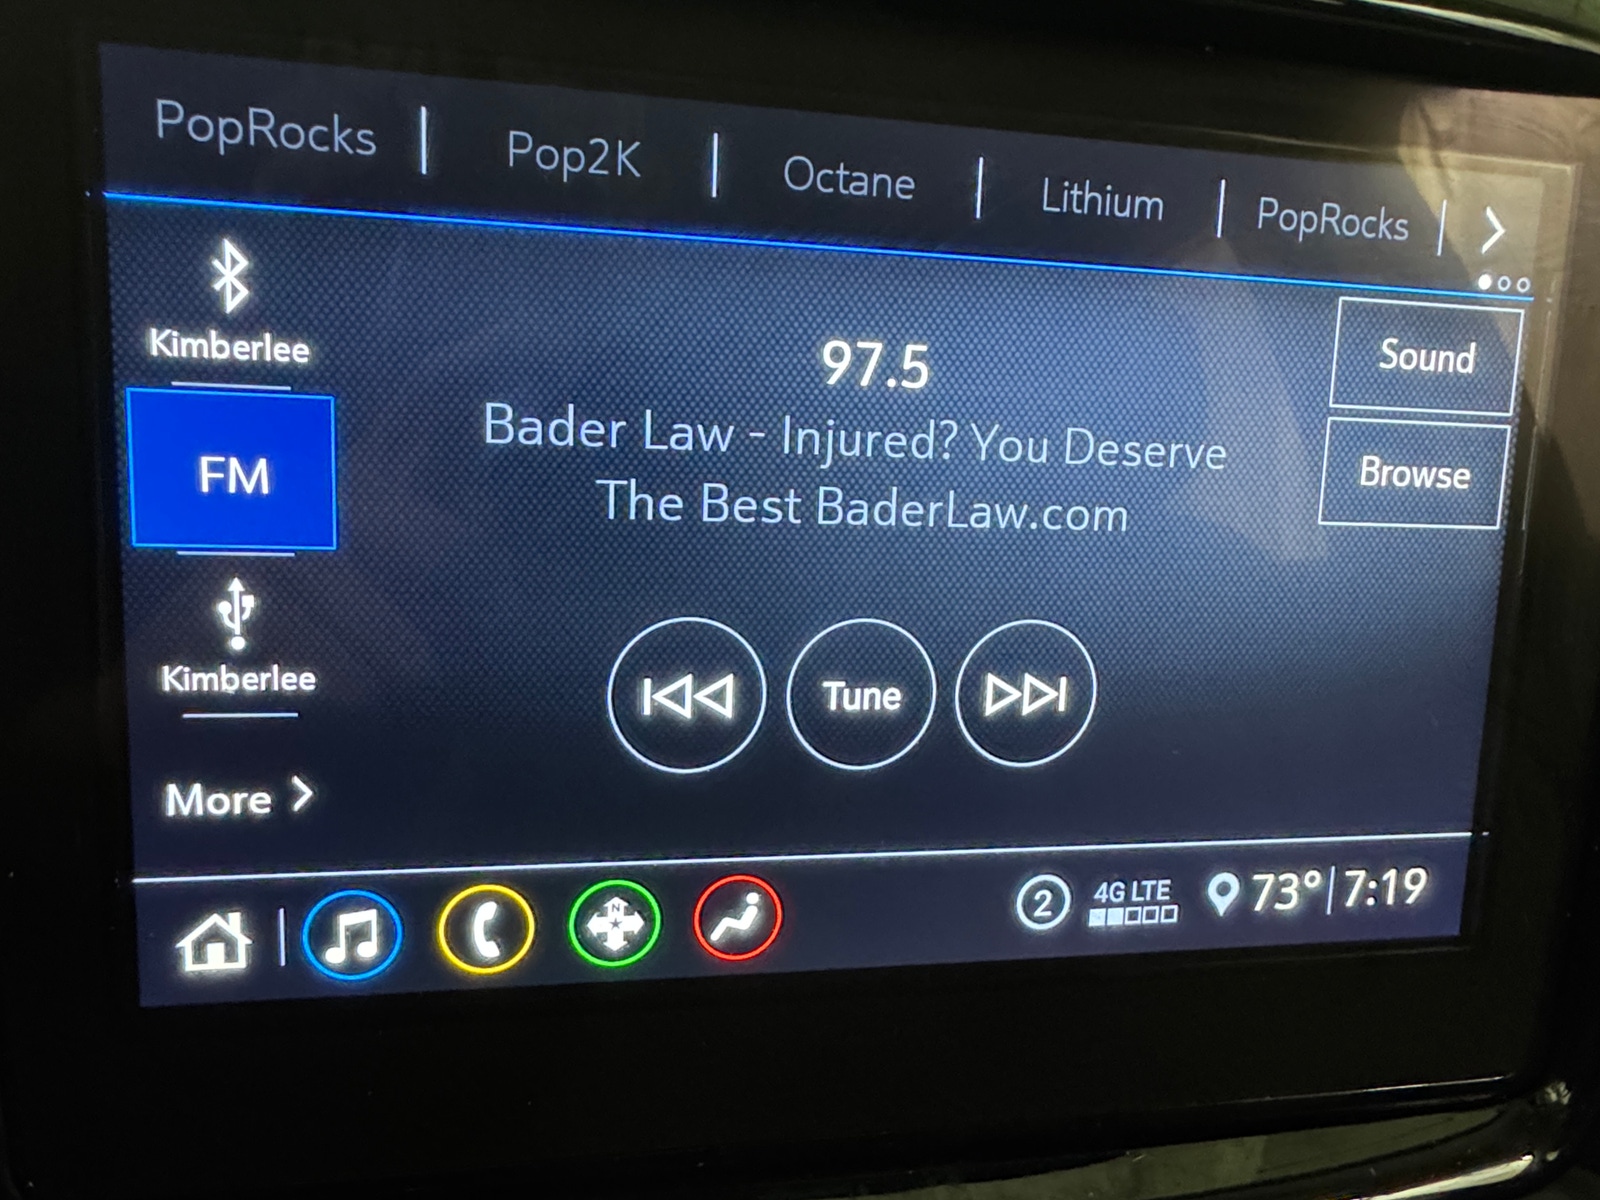 PopRocks | Pop2K | Octane | Lithium | PopRocks |
Kimberlee
FM
Kimberlee
More
97.5
Bader Law - Injured? You Deserve
The Best BaderLaw.com
Tune
Sound
Browse
N
2
4G LTE
73° | 7:19